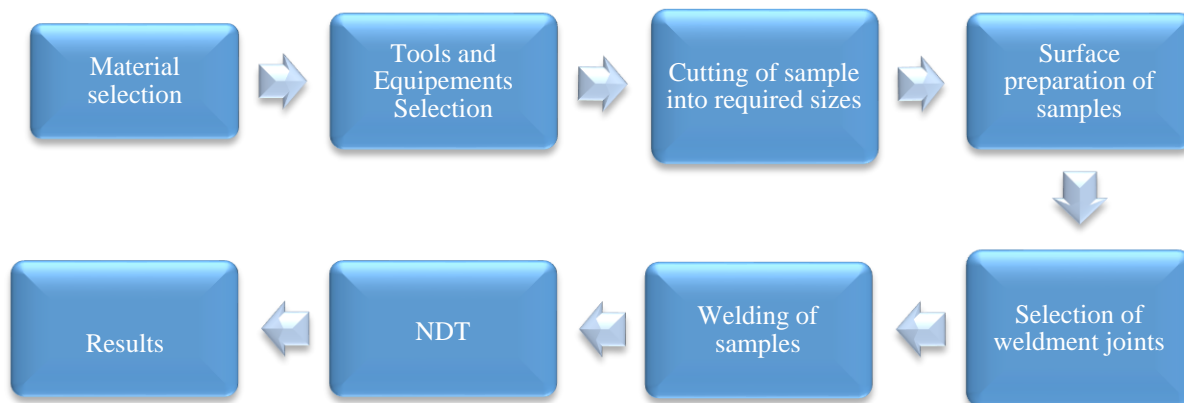 Material
selection
Tools and
Equipements
Selection
Cutting of sample
into required sizes
Surface
preparation of
samples
Selection of
weldment joints
Welding of
samples
NDT
Results